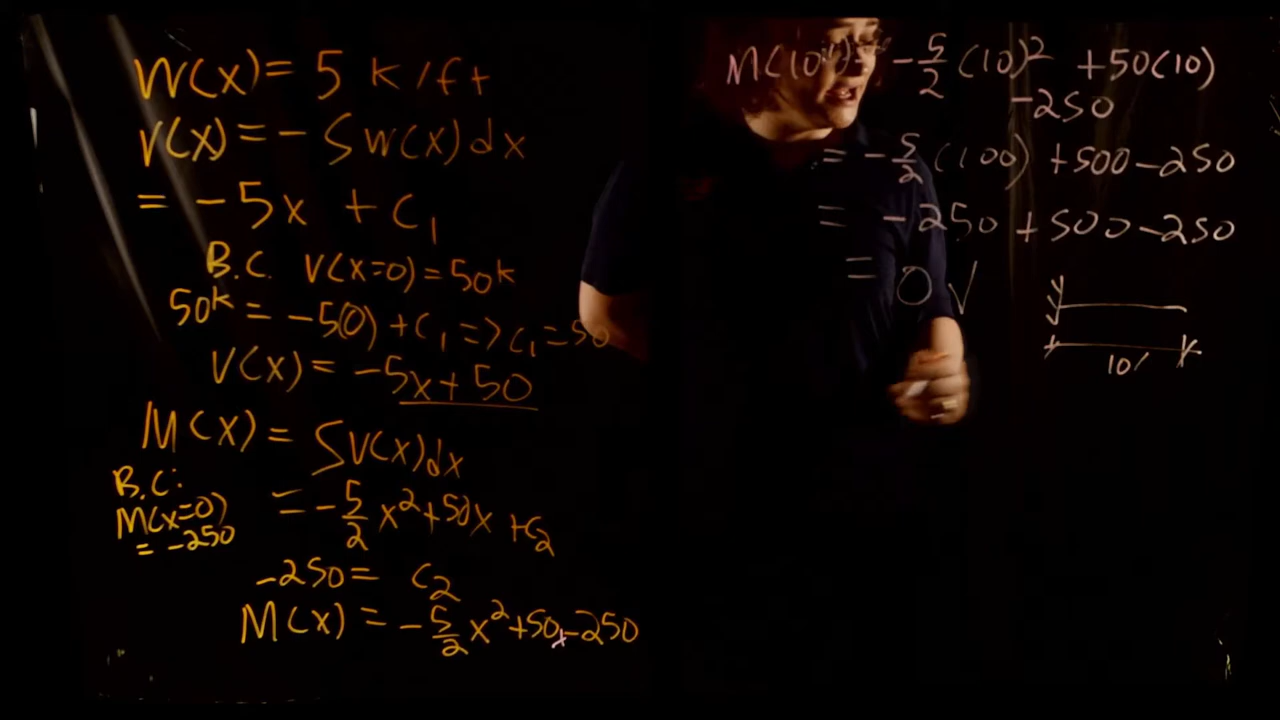 W(x) = 5 k/ft
V(x) = - ∫w(x)dx
= -5x + C₁
B.C. V(x=0) = 50k
50k = -5(0) + C₁ => C₁ = 50
V(x) = -5x + 50
M(x) = ∫V(x)dx
B.C:
M(x=0)
= -250
= -5/2 x² + 50x + C₂
-250 = C₂
M(x) = -5/2 x² + 50x - 250
M(10') = -5/2 (10)² + 50(10)
-250
= -5/2 (100) + 500 - 250
= -250 + 500 - 250
= 0 ✓
10'